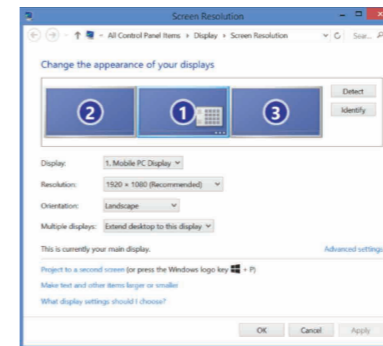 Screen Resolution
All Control Panel Items Display Screen Resolution
Sear...
Change the appearance of your displays
2 1 3
Detect
Identify
Display: 1. Mobile PC Display
Resolution: 1920 × 1080 (Recommended)
Orientation: Landscape
Multiple displays: Extend desktop to this display
This is currently your main display. Advanced settings
Project to a second screen (or press the Windows logo key + P)
Make text and other items larger or smaller
What display settings should I choose?
OK Cancel Apply